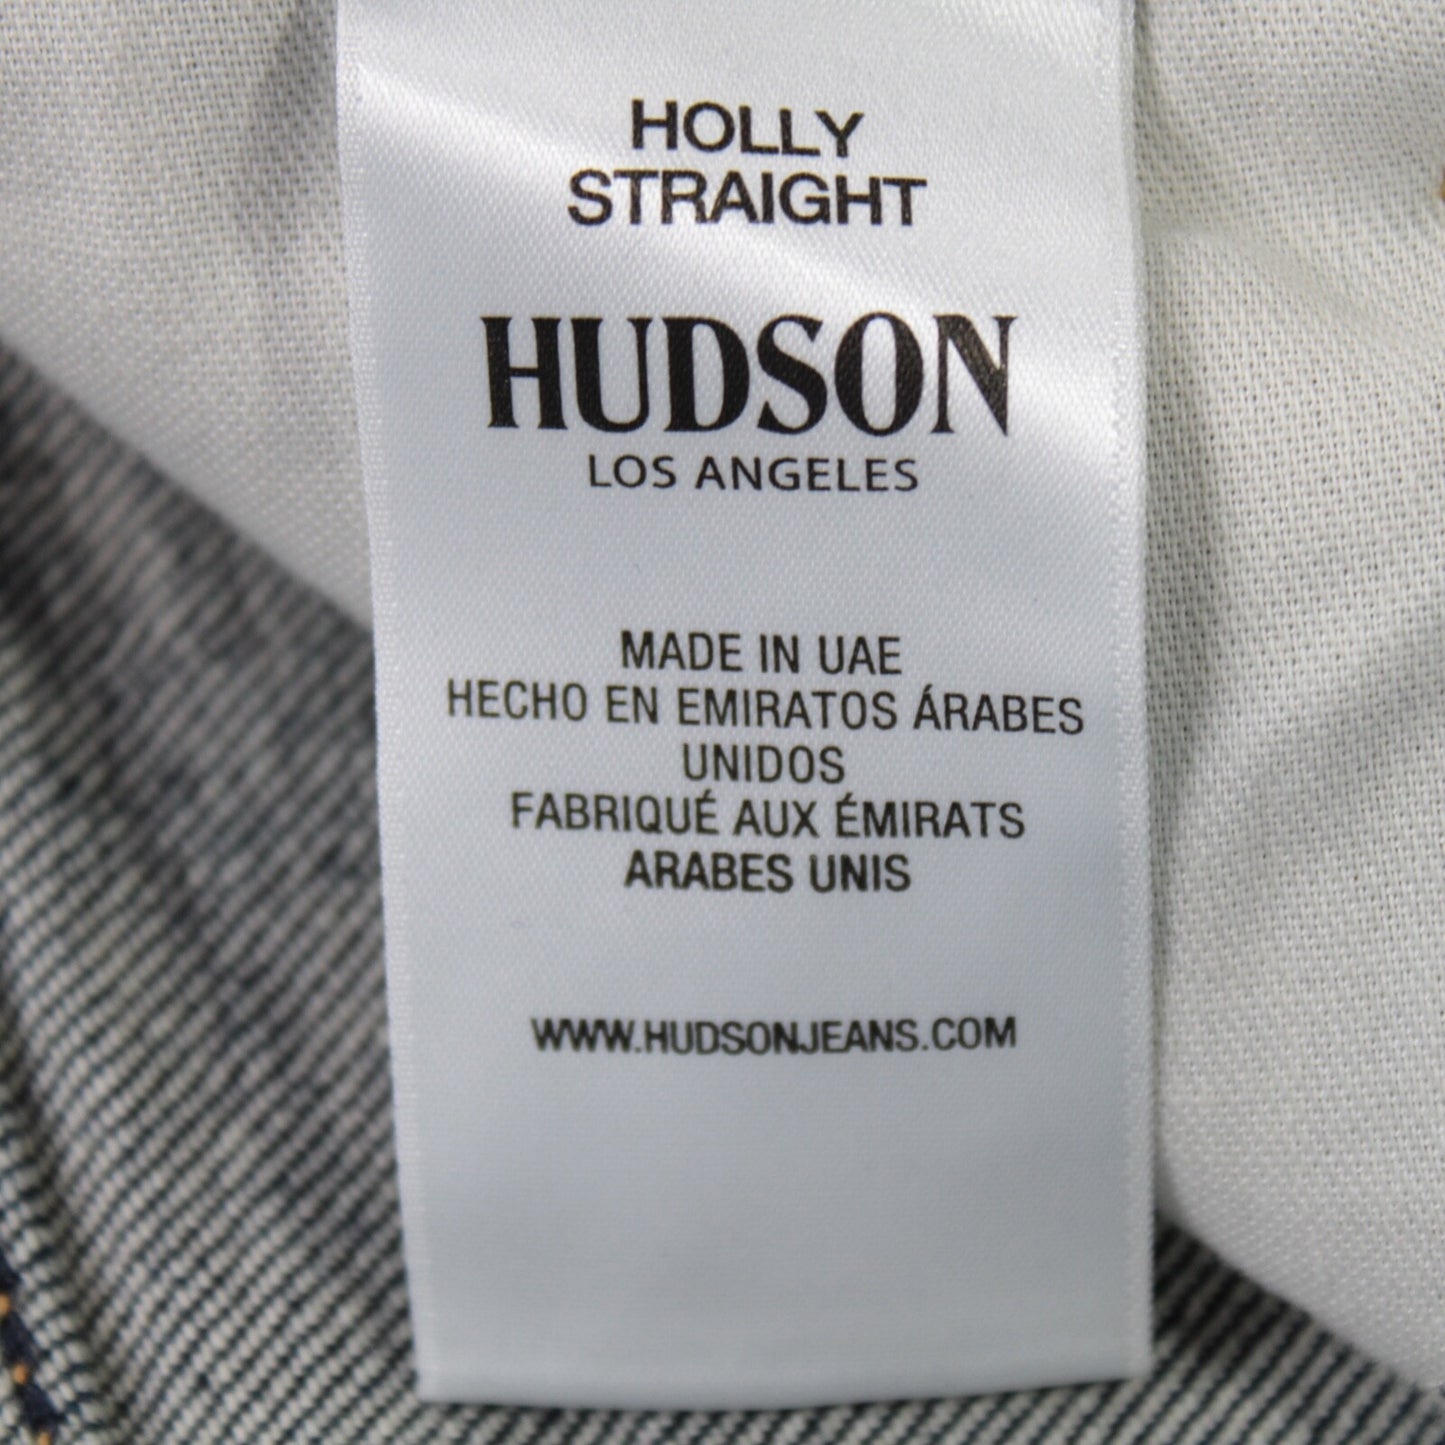 HOLLY
STRAIGHT
HUDSON
LOS ANGELES
MADE IN UAE
HECHO EN EMIRATOS ÁRABES
UNIDOS
FABRIQUÉ AUX ÉMIRATS
ARABES UNIS
WWW.HUDSONJEANS.COM